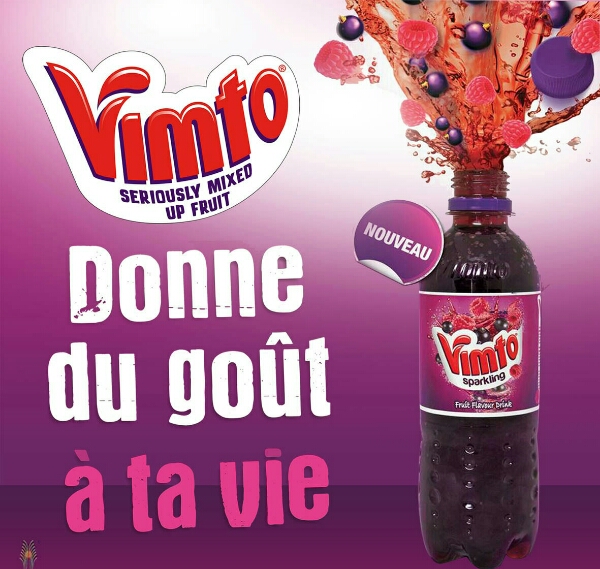 Vimto®
SERIOUSLY MIXED
UP FRUIT
Donne
du goût
à ta vie
NOUVEAU
Vimto
sparkling
Fruit Flavour Drink